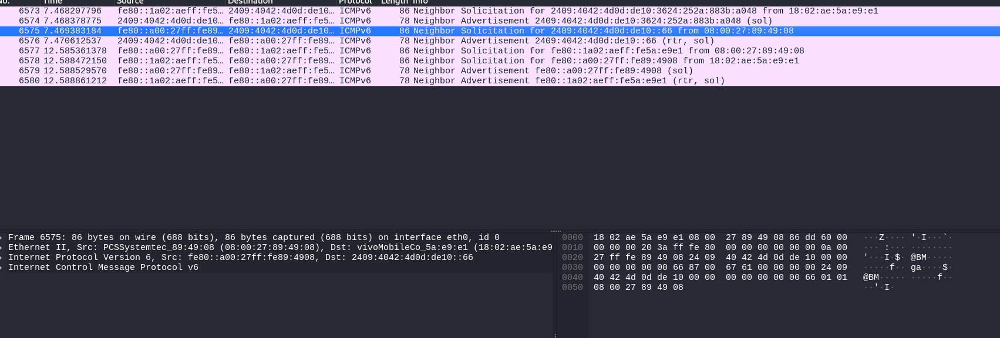 No. Time Source Destination Protocol Length Info
6573 7.468207796 fe80::1a02:aeff:fe5… 2409:4042:4d0d:de10… ICMPv6 86 Neighbor Solicitation for 2409:4042:4d0d:de10:3624:252a:883b:a048 from 18:02:ae:5a:e9:e1
6574 7.468378775 2409:4042:4d0d:de10… fe80::1a02:aeff:fe5… ICMPv6 78 Neighbor Advertisement 2409:4042:4d0d:de10:3624:252a:883b:a048 (sol)
6575 7.469383184 fe80::a00:27ff:fe89… 2409:4042:4d0d:de10… ICMPv6 86 Neighbor Solicitation for 2409:4042:4d0d:de10::66 from 08:00:27:89:49:08
6576 7.470612537 2409:4042:4d0d:de10… fe80::a00:27ff:fe89… ICMPv6 78 Neighbor Advertisement 2409:4042:4d0d:de10::66 (rtr, sol)
6577 12.585361378 fe80::a00:27ff:fe89… fe80::1a02:aeff:fe5… ICMPv6 86 Neighbor Solicitation for fe80::1a02:aeff:fe5a:e9e1 from 08:00:27:89:49:08
6578 12.588472150 fe80::1a02:aeff:fe5… fe80::a00:27ff:fe89… ICMPv6 86 Neighbor Solicitation for fe80::a00:27ff:fe89:4908 from 18:02:ae:5a:e9:e1
6579 12.588529570 fe80::a00:27ff:fe89… fe80::1a02:aeff:fe5… ICMPv6 78 Neighbor Advertisement fe80::a00:27ff:fe89:4908 (sol)
6580 12.588861212 fe80::1a02:aeff:fe5… fe80::a00:27ff:fe89… ICMPv6 78 Neighbor Advertisement fe80::1a02:aeff:fe5a:e9e1 (rtr, sol)
Frame 6575: 86 bytes on wire (688 bits), 86 bytes captured (688 bits) on interface eth0, id 0
Ethernet II, Src: PCSSystemtec_89:49:08 (08:00:27:89:49:08), Dst: vivoMobileCo_5a:e9:e1 (18:02:ae:5a:e9
Internet Protocol Version 6, Src: fe80::a00:27ff:fe89:4908, Dst: 2409:4042:4d0d:de10::66
Internet Control Message Protocol v6
0000 18 02 ae 5a e9 e1 08 00 27 89 49 08 86 dd 60 00 ···Z···· '·I···`·
0010 00 00 00 20 3a ff fe 80 00 00 00 00 00 00 0a 00 ··· :··· ········
0020 27 ff fe 89 49 08 24 09 40 42 4d 0d de 10 00 00 '···I·$· @BM·····
0030 00 00 00 00 00 66 87 00 67 61 00 00 00 00 24 09 ·····f·· ga····$·
0040 40 42 4d 0d de 10 00 00 00 00 00 00 00 66 01 01 @BM····· ·····f··
0050 08 00 27 89 49 08 ··'·I·